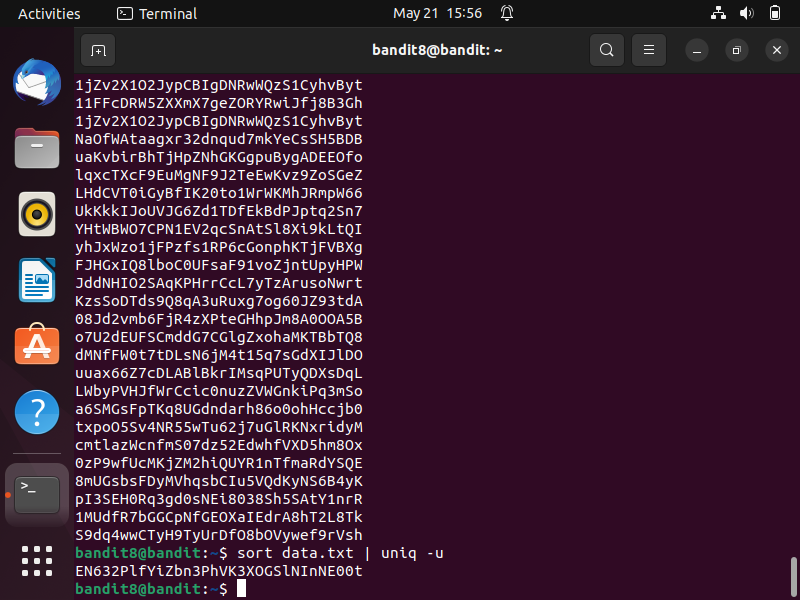 Activities
Terminal
May 21 15:56
bandit8@bandit: ~
1jZv2X1O2JypCBIgDNRwWQzS1CyhvByt
11FFcDRW5ZXXmX7geZORYRwiJfj8B3Gh
1jZv2X1O2JypCBIgDNRwWQzS1CyhvByt
NaOfWAtaagxr32dnqud7mkYeCsSH5BDB
uaKvbirBhTjHpZNhGKGgpuBygADEEOfo
lqxcTXcF9EuMgNF9J2TeEwKvz9ZoSGeZ
LHdCVT0iGyBfIK20to1WrWKMhJRmpW66
UkKkkIJoUVJG6Zd1TDfEkBdPJptq2Sn7
YHtWBWO7CPN1EV2qcSnAtSl8Xi9kLtQI
yhJxWzo1jFPzfs1RP6cGonphKTjFVBXg
FJHGxIQ8lboC0UFsaF91voZjntUpyHPW
JddNHIO2SAqKPHrrCcL7yTzArusoNwrt
KzsSoDTds9Q8qA3uRuxg7og60JZ93tdA
08Jd2vmb6FjR4zXPteGHhpJm8A0OOA5B
o7U2dEUFSCmddG7CGlgZxohaMKTBbTQ8
dMNfFW0t7tDLsN6jM4t15q7sGdXIJlDO
uuax66Z7cDLABlBkrIMsqPUTyQDXsDqL
LWbyPVHJfWrCcic0nuzZVWGnkiPq3mSo
a6SMGsFpTKq8UGdndarh86o0ohHccjb0
txpoO5Sv4NR55wTu62j7uGlRKNxridyM
cmtlazWcnfmS07dz52EdwhfVXD5hm8Ox
0zP9wfUcMKjZM2hiQUYR1nTfmaRdYSQE
8mUGsbsFDyMVhqsbCIu5VQdKyNS6B4yK
pI3SEH0Rq3gd0sNEi8038Sh5SAtY1nrR
1MUdfR7bGGCpNfGEOXaIEdrA8hT2L8Tk
S9dq4wwCTyH9TyUrDfO8bOVywef9rVsh
bandit8@bandit:~$ sort data.txt | uniq -u
EN632PlfYiZbn3PhVK3XOGSlNInNE00t
bandit8@bandit:~$